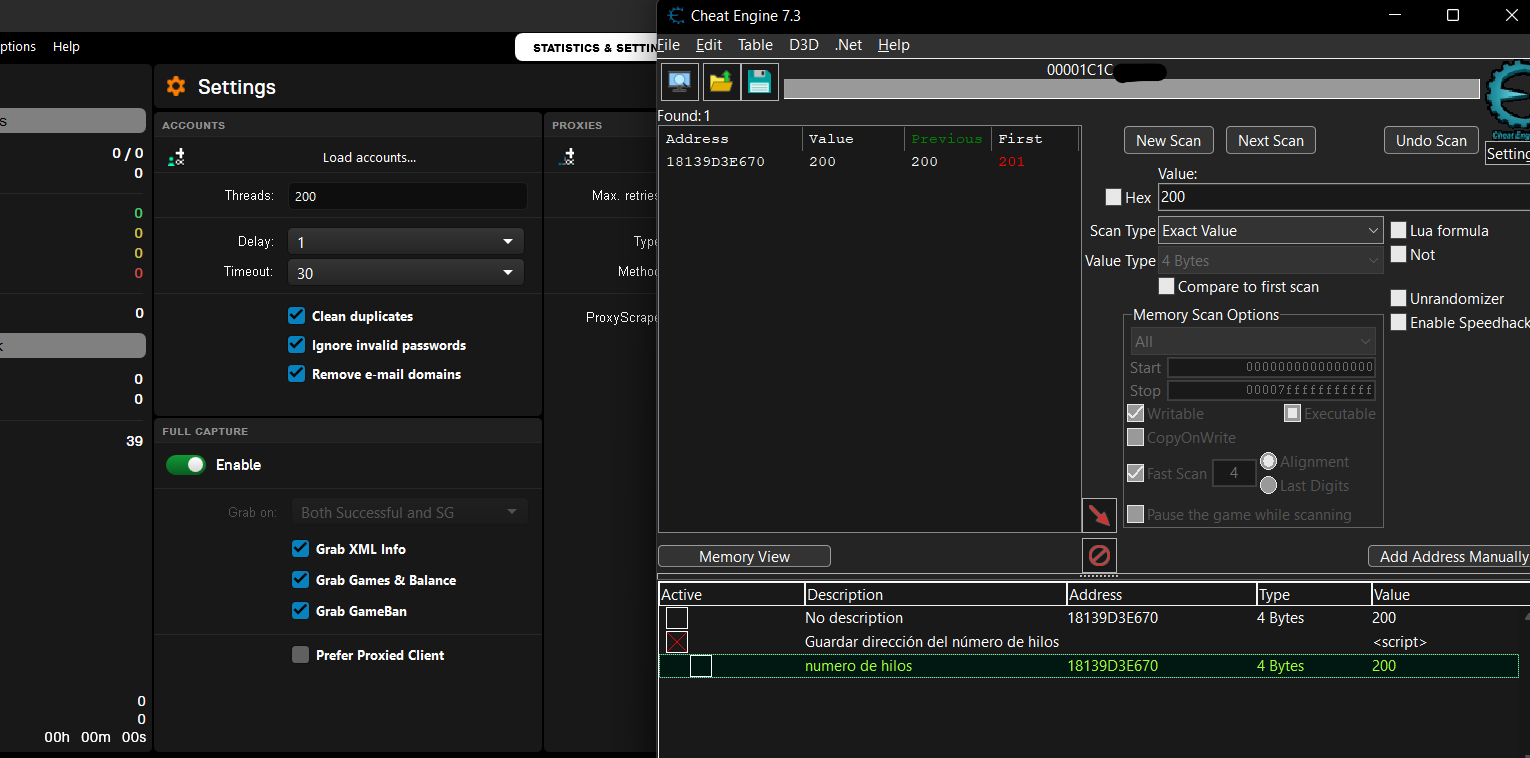 ptions Help
STATISTICS & SETTIN
Settings
s
0 / 0
0
0
0
0
0
0
k
0
0
39
0
0
00h 00m 00s
ACCOUNTS
Load accounts...
Threads: 200
Delay: 1
Timeout: 30
Clean duplicates
Ignore invalid passwords
Remove e-mail domains
FULL CAPTURE
Enable
Grab on: Both Successful and SG
Grab XML Info
Grab Games & Balance
Grab GameBan
Prefer Proxied Client
PROXIES
Max. retries
Type
Metho
ProxyScrape
Cheat Engine 7.3
File Edit Table D3D .Net Help
00001C1C
Cheat Eng
Setting
Found:1
Address Value Previous First
18139D3E670 200 200 201
New Scan Next Scan Undo Scan
Value:
Hex 200
Scan Type Exact Value
Value Type 4 Bytes
Compare to first scan
Lua formula
Not
Unrandomizer
Enable Speedhack
Memory Scan Options
All
Start 0000000000000000
Stop 00007fffffffffff
Writable Executable
CopyOnWrite
Fast Scan 4 Alignment
Last Digits
Pause the game while scanning
Memory View
Add Address Manually
Active Description Address Type Value
No description 18139D3E670 4 Bytes 200
Guardar dirección del número de hilos <script>
numero de hilos 18139D3E670 4 Bytes 200